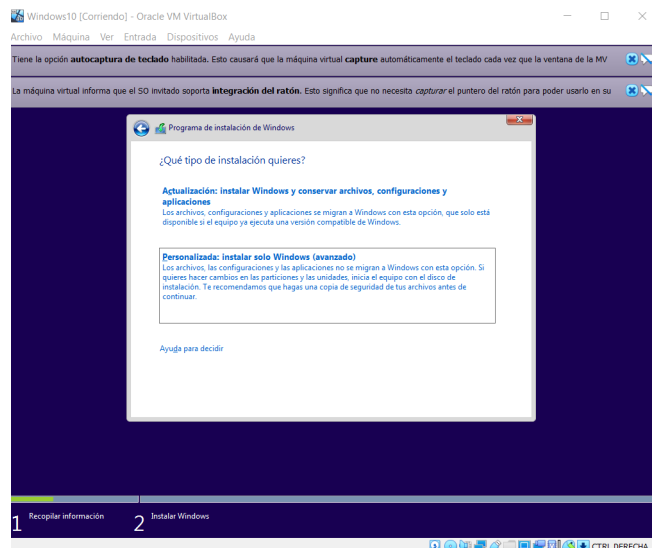 Windows10 [Corriendo] - Oracle VM VirtualBox
Archivo Máquina Ver Entrada Dispositivos Ayuda
Tiene la opción autocaptura de teclado habilitada. Esto causará que la máquina virtual capture automáticamente el teclado cada vez que la ventana de la MV
La máquina virtual informa que el SO invitado soporta integración del ratón. Esto significa que no necesita capturar el puntero del ratón para poder usarlo en su
Programa de instalación de Windows
¿Qué tipo de instalación quieres?
Actualización: instalar Windows y conservar archivos, configuraciones y
aplicaciones
Los archivos, configuraciones y aplicaciones se migran a Windows con esta opción, que solo está
disponible si el equipo ya ejecuta una versión compatible de Windows.
Personalizada: instalar solo Windows (avanzado)
Los archivos, las configuraciones y las aplicaciones no se migran a Windows con esta opción. Si
quieres hacer cambios en las particiones y las unidades, inicia el equipo con el disco de
instalación. Te recomendamos que hagas una copia de seguridad de tus archivos antes de
continuar.
Ayuda para decidir
1 Recopilar información 2 Instalar Windows
CTRL DERECHA